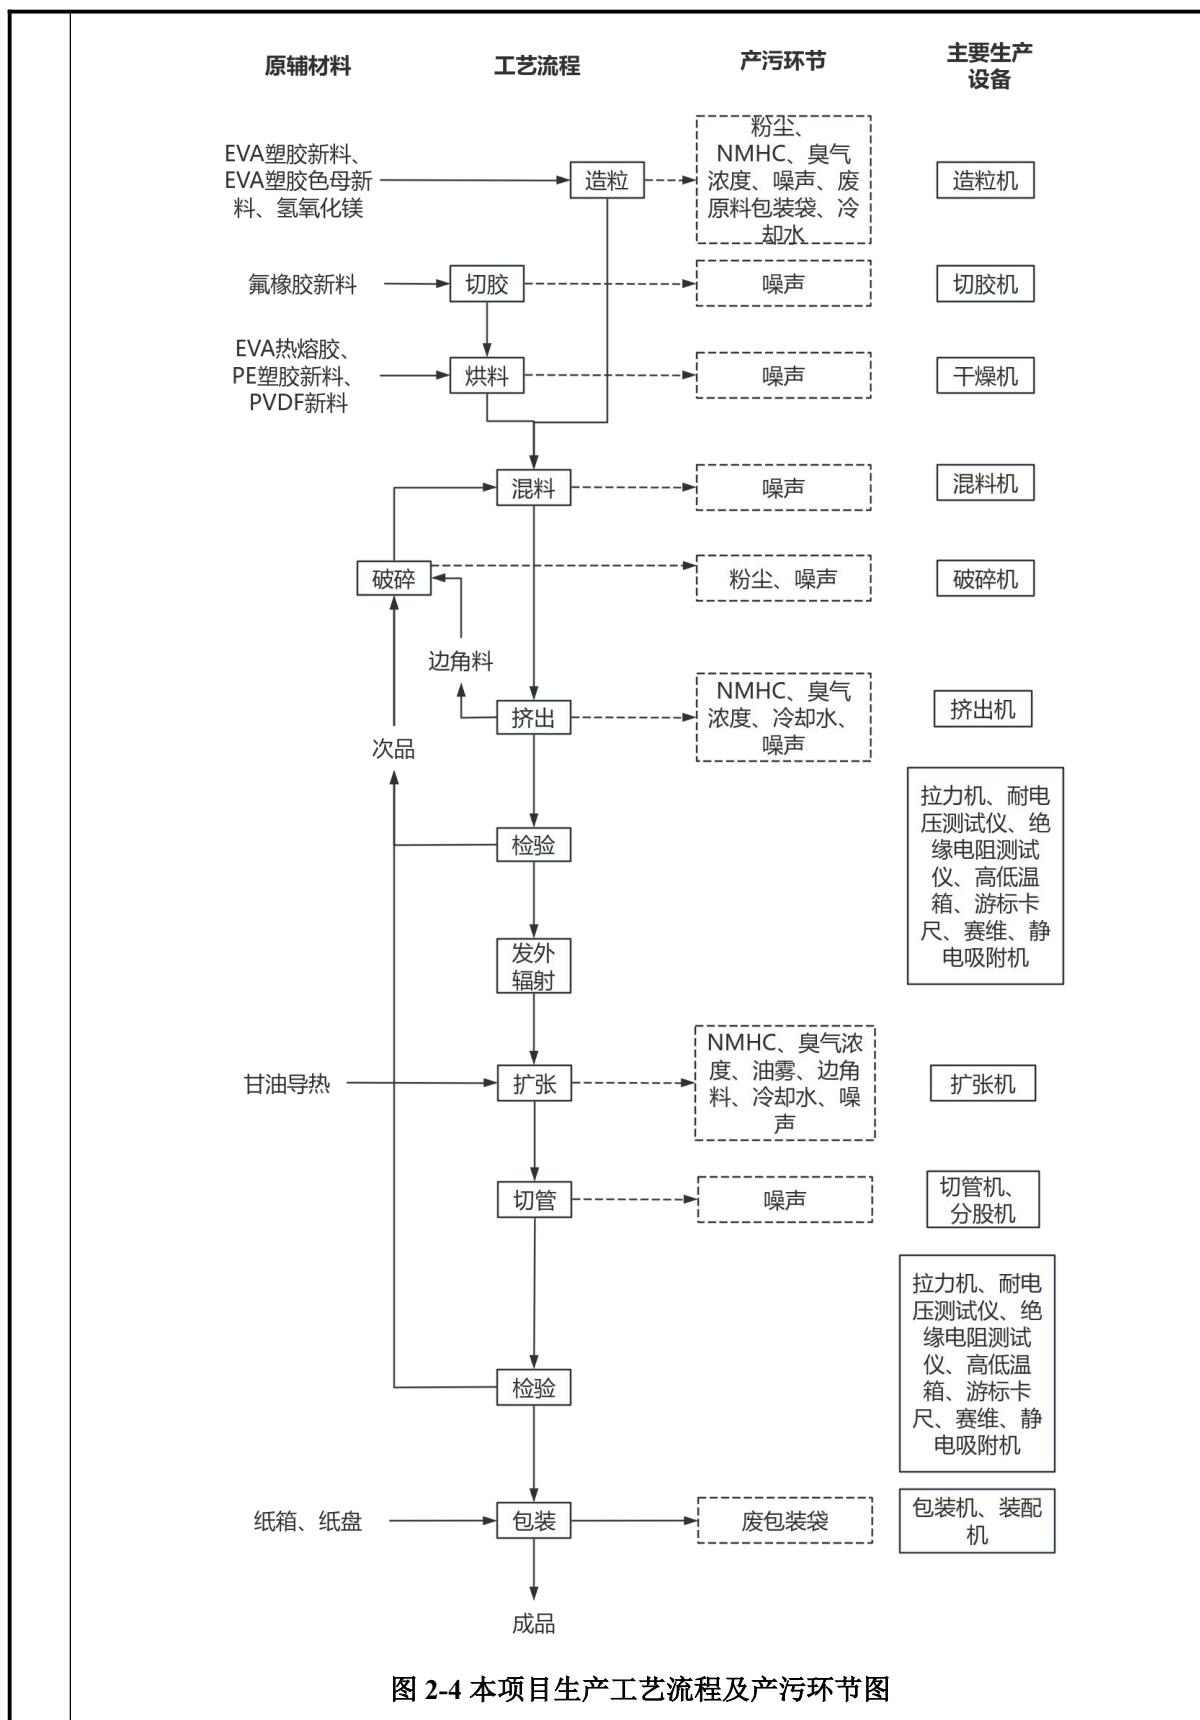 原辅材料
工艺流程
产污环节
主要生产
设备
EVA塑胶新料、
EVA塑胶色母新
料、氢氧化镁
造粒
粉尘、
NMHC、臭气
浓度、噪声、废
原料包装袋、冷
却水
造粒机
氟橡胶新料
切胶
噪声
切胶机
EVA热熔胶、
PE塑胶新料、
PVDF新料
烘料
噪声
干燥机
混料
噪声
混料机
破碎
粉尘、噪声
破碎机
边角料
挤出
NMHC、臭气
浓度、冷却水、
噪声
挤出机
次品
检验
拉力机、耐电
压测试仪、绝
缘电阻测试
仪、高低温
箱、游标卡
尺、赛维、静
电吸附机
发外
辐射
甘油导热
扩张
NMHC、臭气浓
度、油雾、边角
料、冷却水、噪
声
扩张机
切管
噪声
切管机、
分股机
检验
拉力机、耐电
压测试仪、绝
缘电阻测试
仪、高低温
箱、游标卡
尺、赛维、静
电吸附机
纸箱、纸盘
包装
废包装袋
包装机、装配
机
成品
图 2-4 本项目生产工艺流程及产污环节图